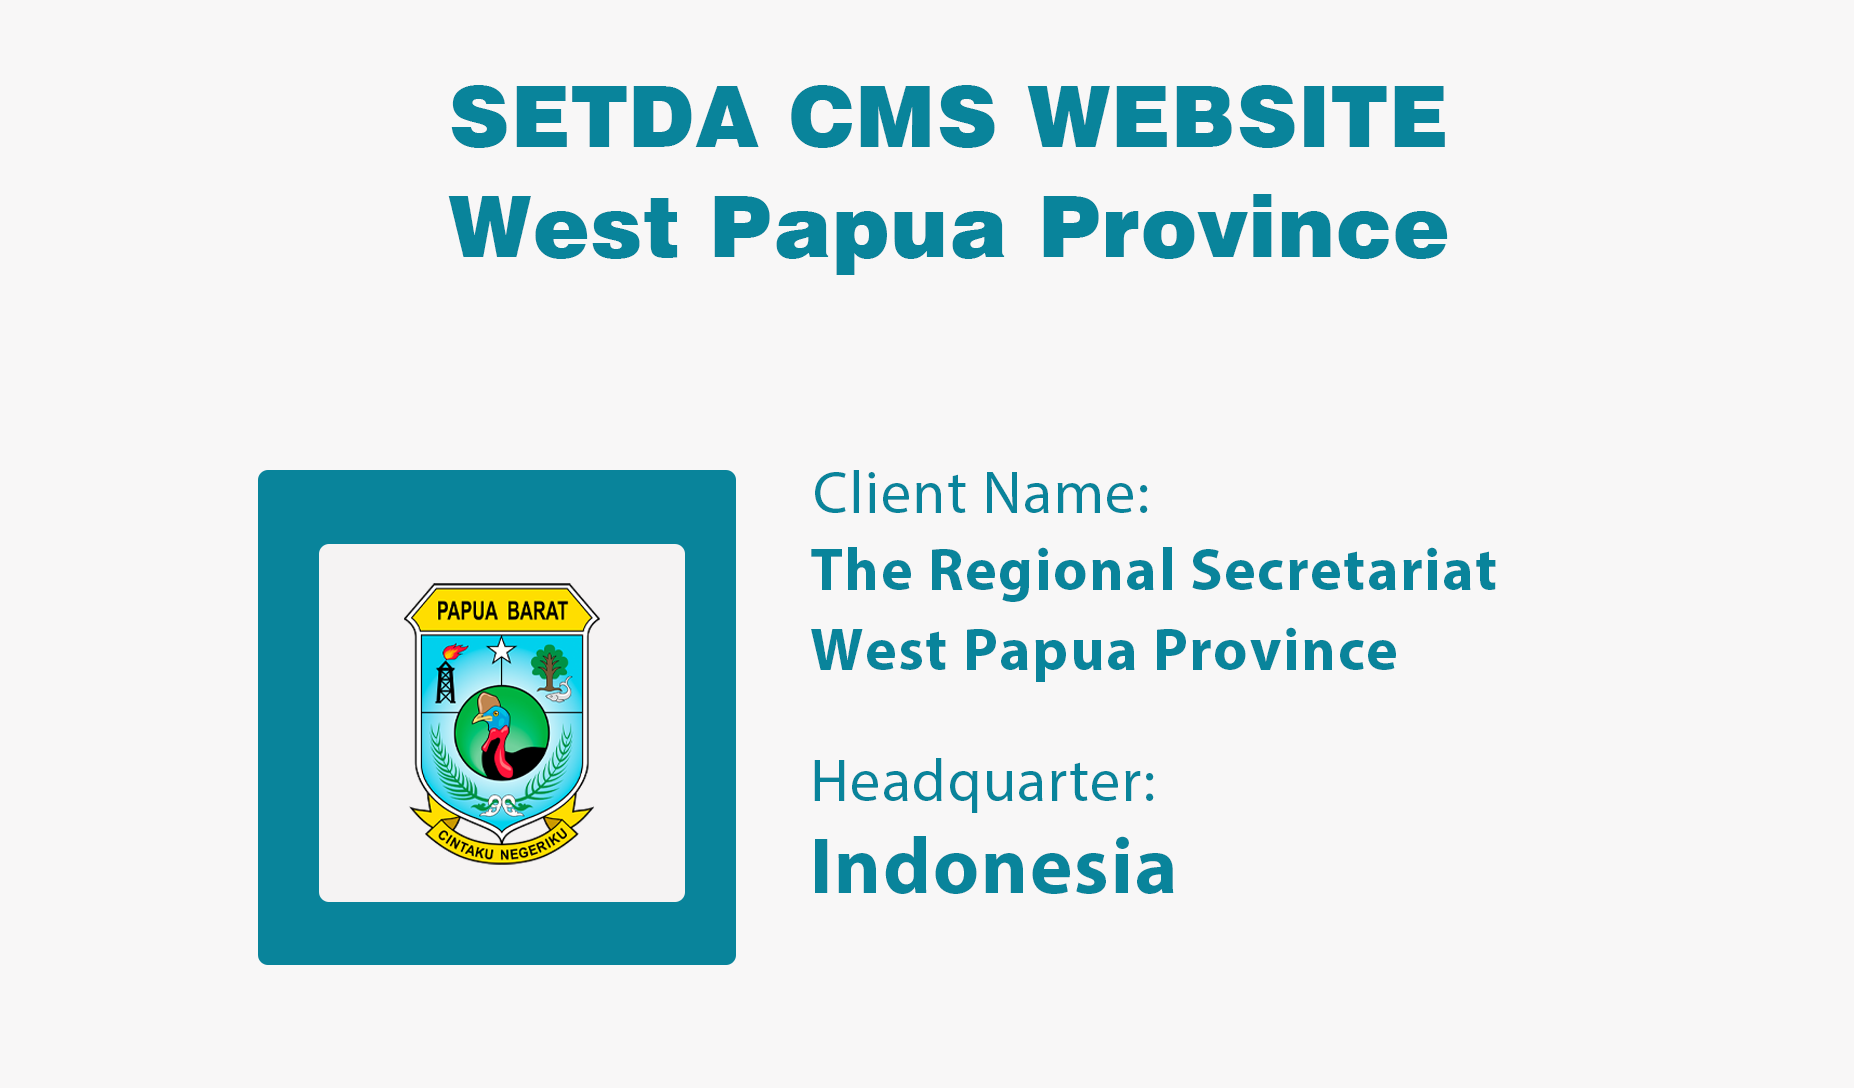 SETDA CMS WEBSITE
West Papua Province
PAPUA BARAT
CINTAKU NEGERIKU
Client Name:
The Regional Secretariat
West Papua Province
Headquarter:
Indonesia